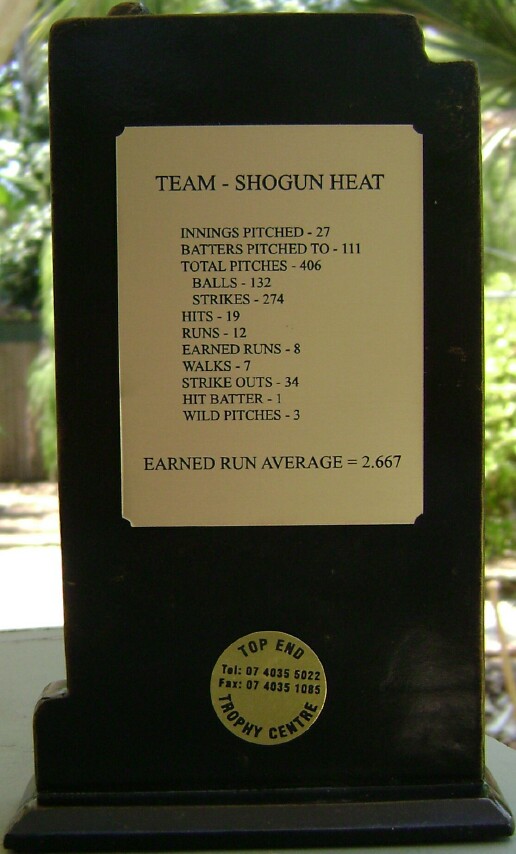 TEAM - SHOGUN HEAT
INNINGS PITCHED - 27
BATTERS PITCHED TO - 111
TOTAL PITCHES - 406
BALLS - 132
STRIKES - 274
HITS - 19
RUNS - 12
EARNED RUNS - 8
WALKS - 7
STRIKE OUTS - 34
HIT BATTER - 1
WILD PITCHES - 3
EARNED RUN AVERAGE = 2.667
TOP END
Tel: 07 4035 5022
Fax: 07 4035 1085
TROPHY CENTRE